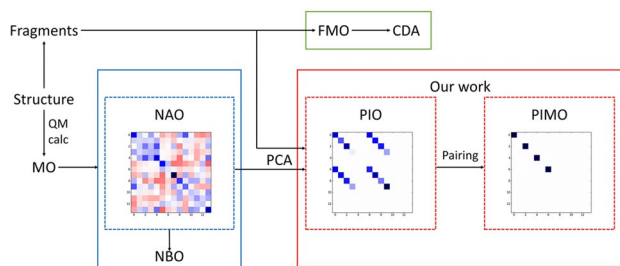 Fragments
FMO
CDA
Our work
Structure
NAO
PIO
PIMO
QM
calc
PCA
Pairing
MO
NBO